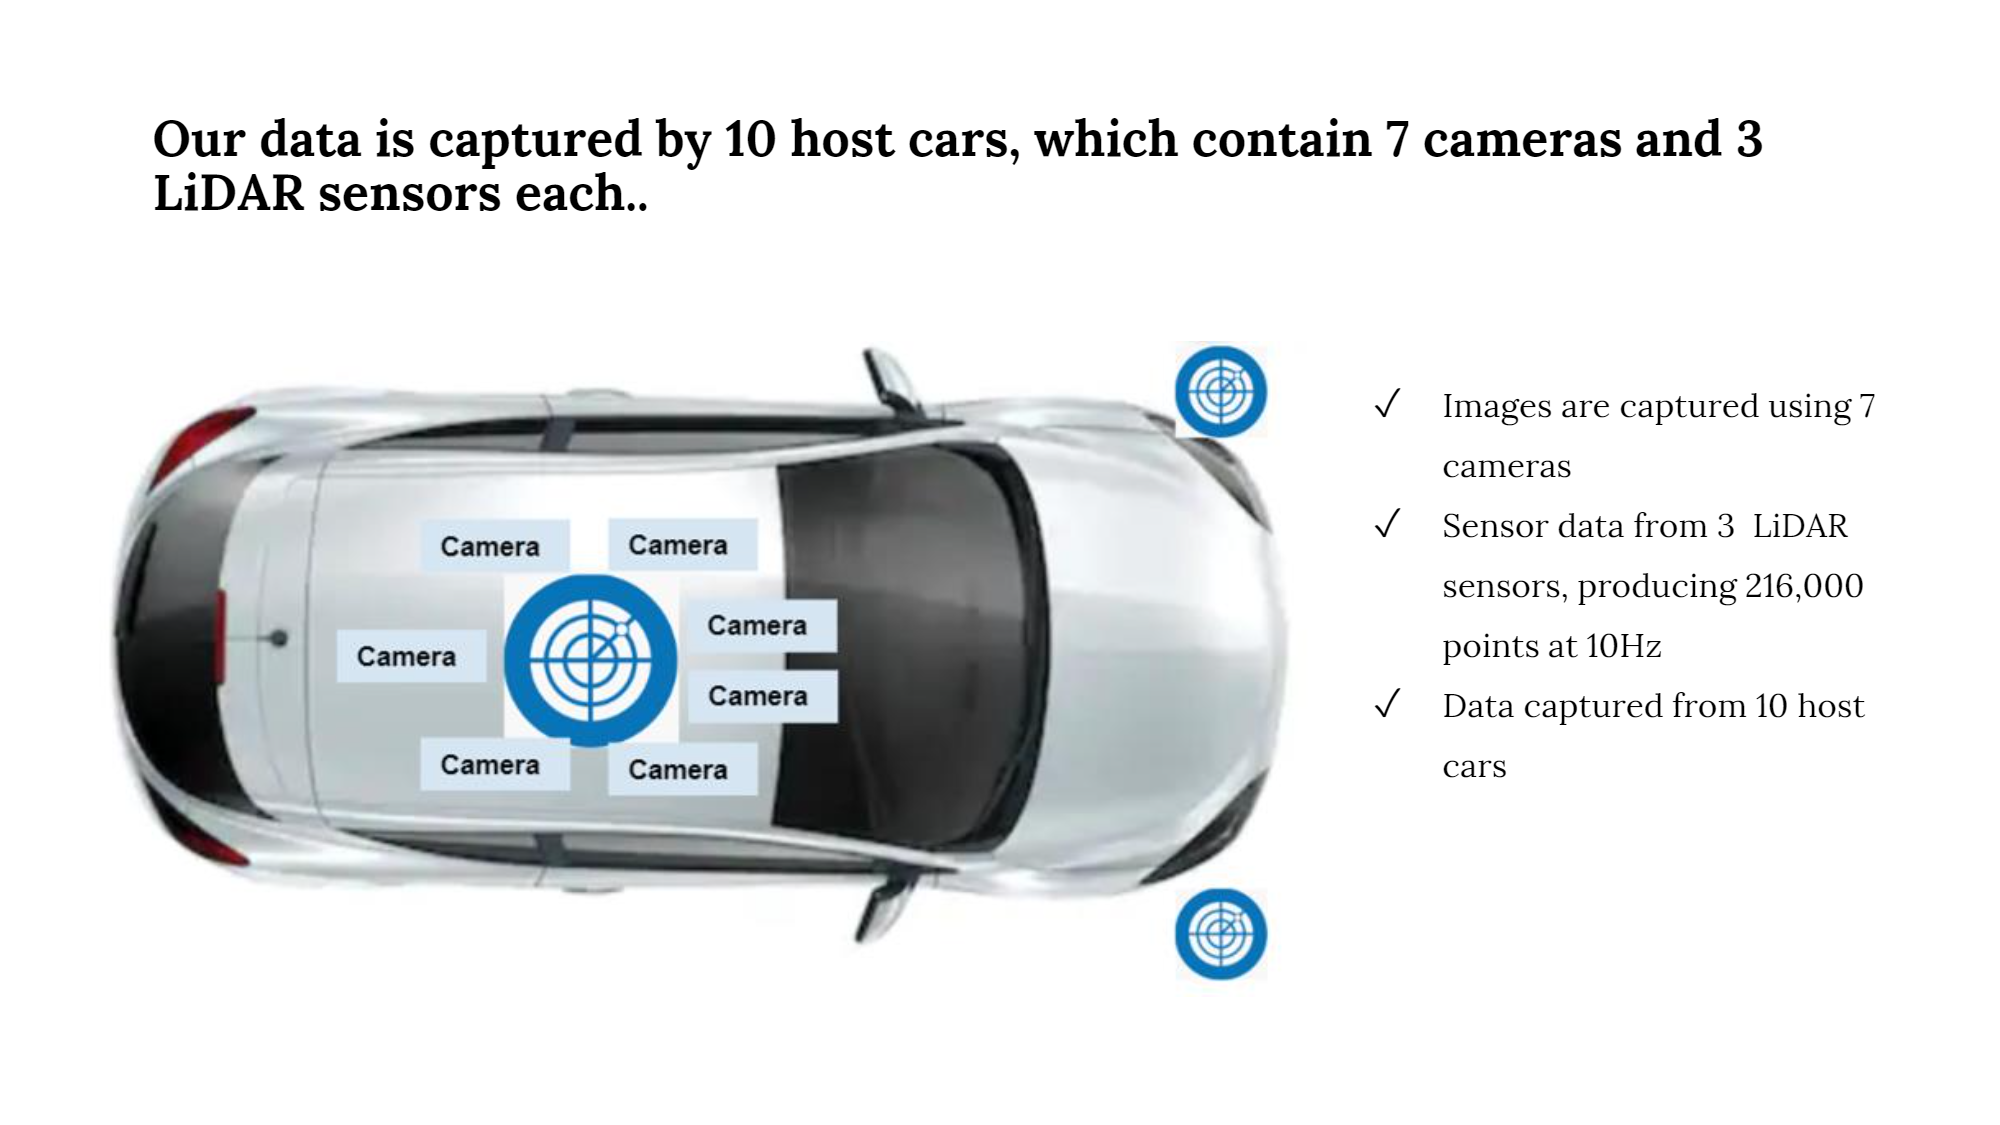 Our data is captured by 10 host cars, which contain 7 cameras and 3
LiDAR sensors each..
Camera
Camera
Camera
Camera
Camera
Camera
Camera
✓ Images are captured using 7
cameras
✓ Sensor data from 3  LiDAR
sensors, producing 216,000
points at 10Hz
✓ Data captured from 10 host
cars